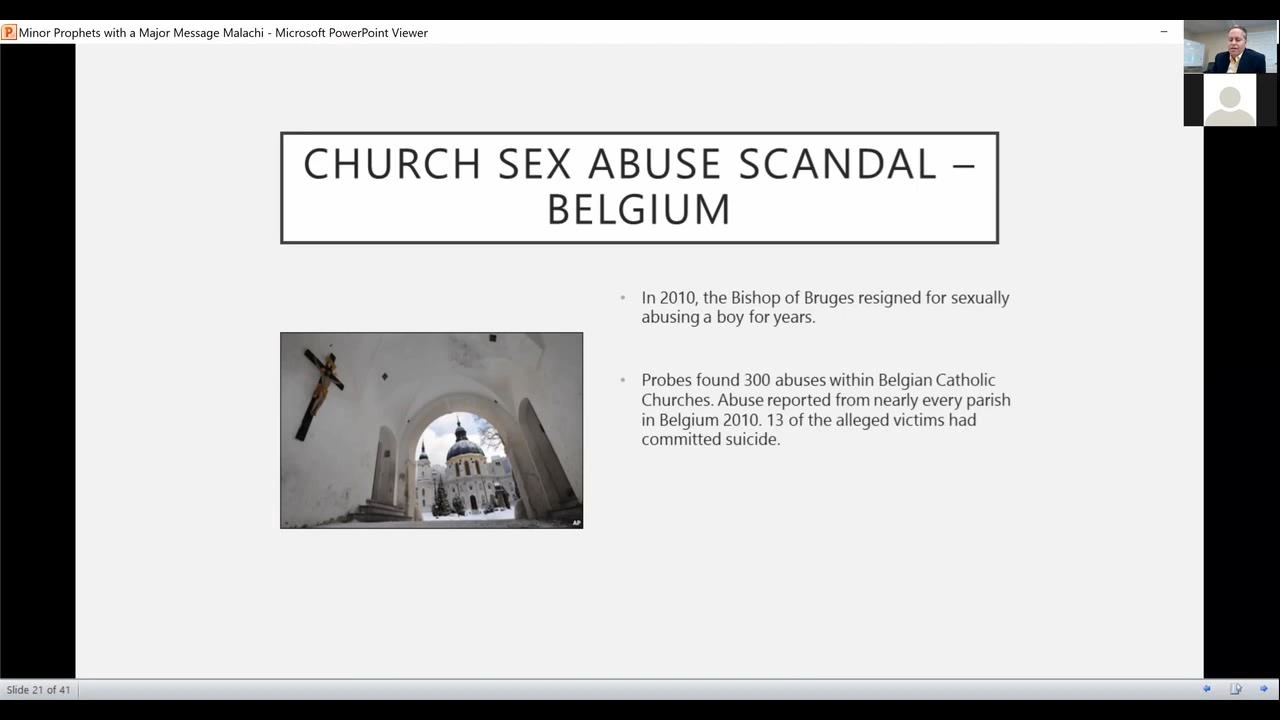 Minor Prophets with a Major Message Malachi - Microsoft PowerPoint Viewer
CHURCH SEX ABUSE SCANDAL –
BELGIUM
• In 2010, the Bishop of Bruges resigned for sexually
abusing a boy for years.
• Probes found 300 abuses within Belgian Catholic
Churches. Abuse reported from nearly every parish
in Belgium 2010. 13 of the alleged victims had
committed suicide.
AP
Slide 21 of 41